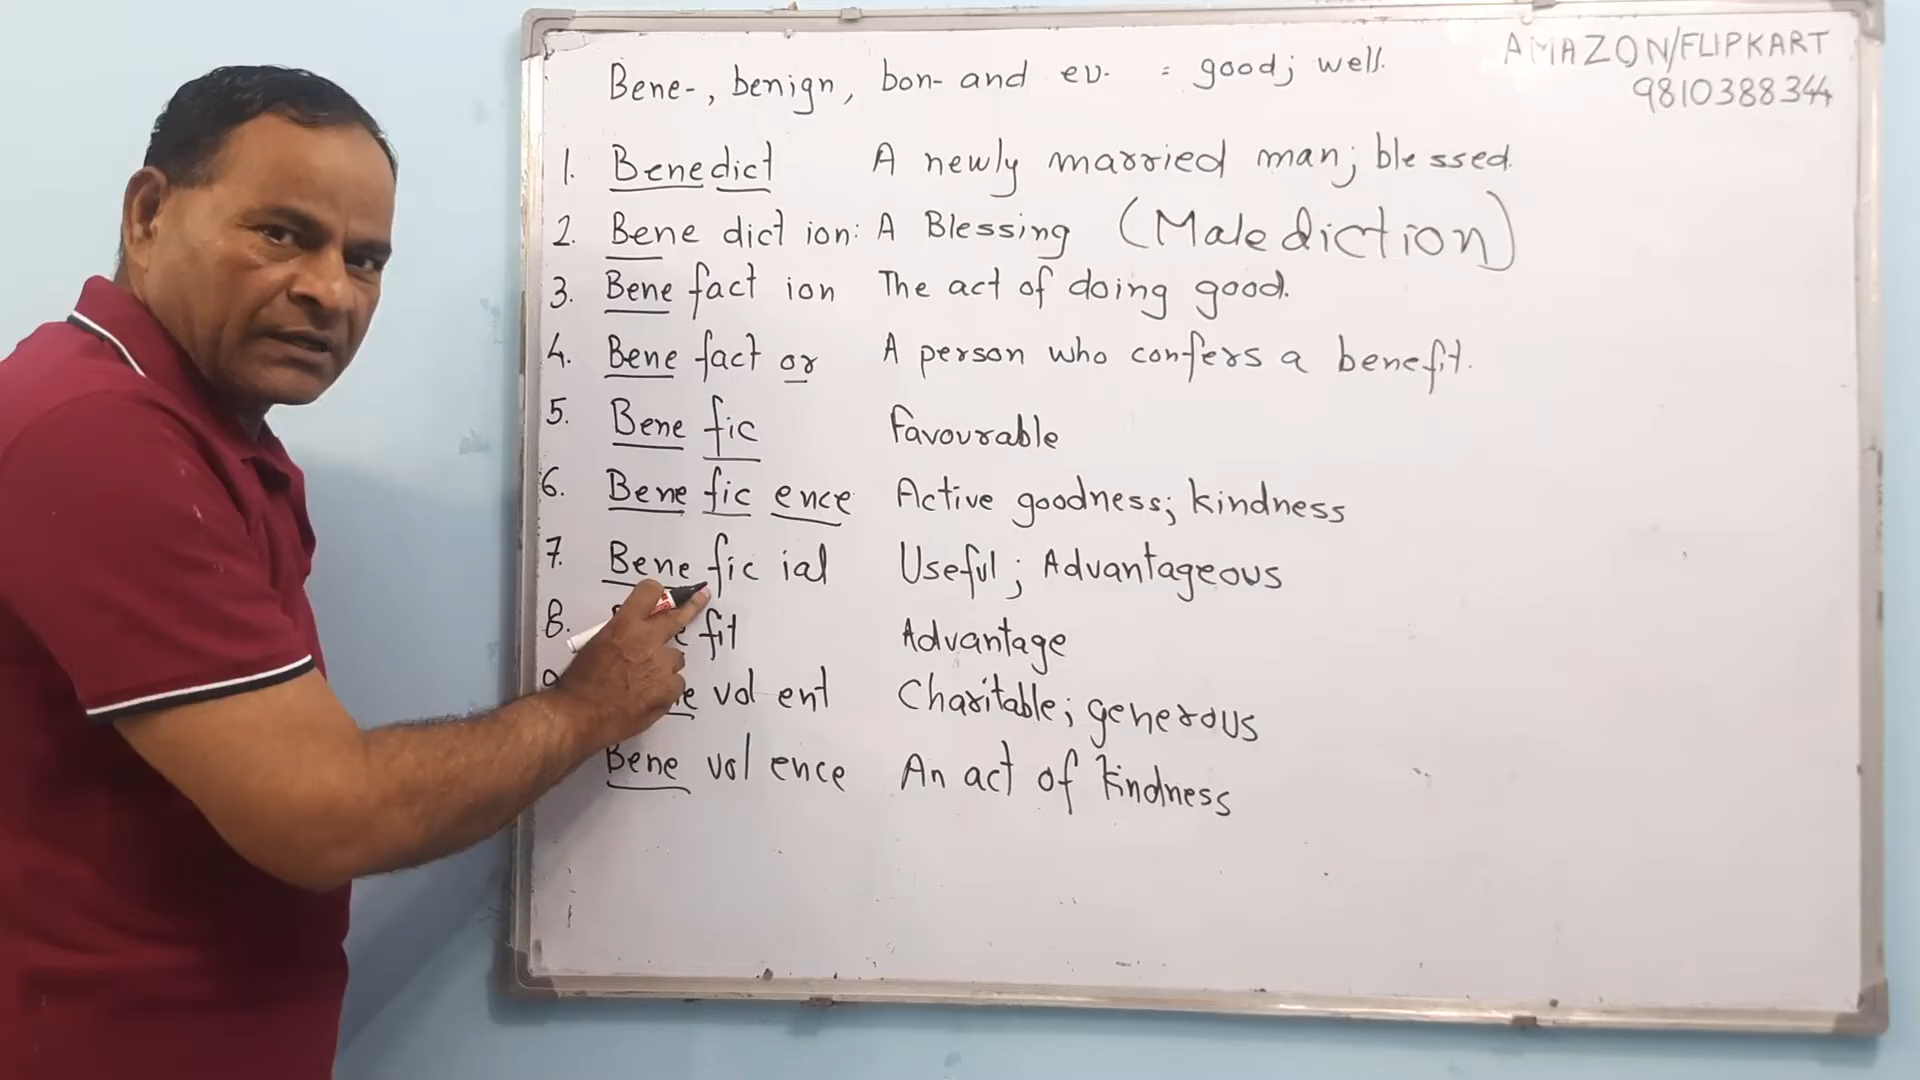 AMAZON/FLIPKART
9810388344
Bene-, benign, bon- and ev- = good; well.
1. Benedict A newly married man; blessed.
2. Bene dict ion: A Blessing (Male diction)
3. Bene fact ion The act of doing good.
4. Bene fact or A person who confers a benefit.
5. Bene fic Favourable
6. Bene fic ence Active goodness; kindness
7. Bene fic ial Useful; Advantageous
8. fit Advantage
vol ent Charitable; generous
Bene vol ence An act of kindness